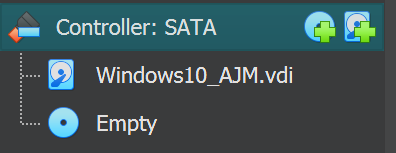 Controller: SATA
Windows10_AJM.vdi
Empty